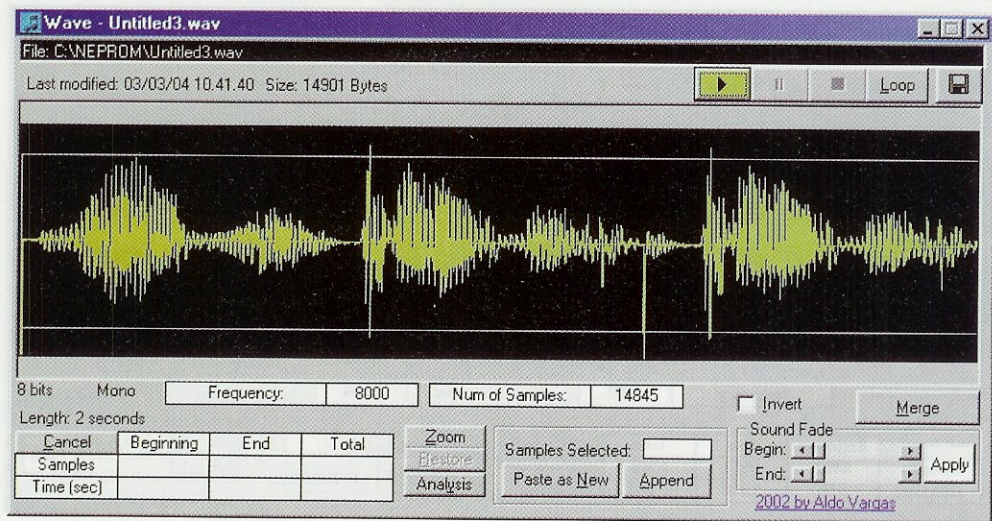 Wave - Untitled3.wav
File: C:\NEPROM\Untitled3.wav
Last modified: 03/03/04 10.41.40 Size: 14901 Bytes
Loop
8 bits Mono Frequency: 8000 Num of Samples: 14845
Length: 2 seconds
Invert
Merge
Cancel Beginning End Total
Samples
Time (sec)
Zoom
Restore
Analysis
Samples Selected:
Paste as New Append
Sound Fade
Begin:
End:
Apply
2002 by Aldo Vargas